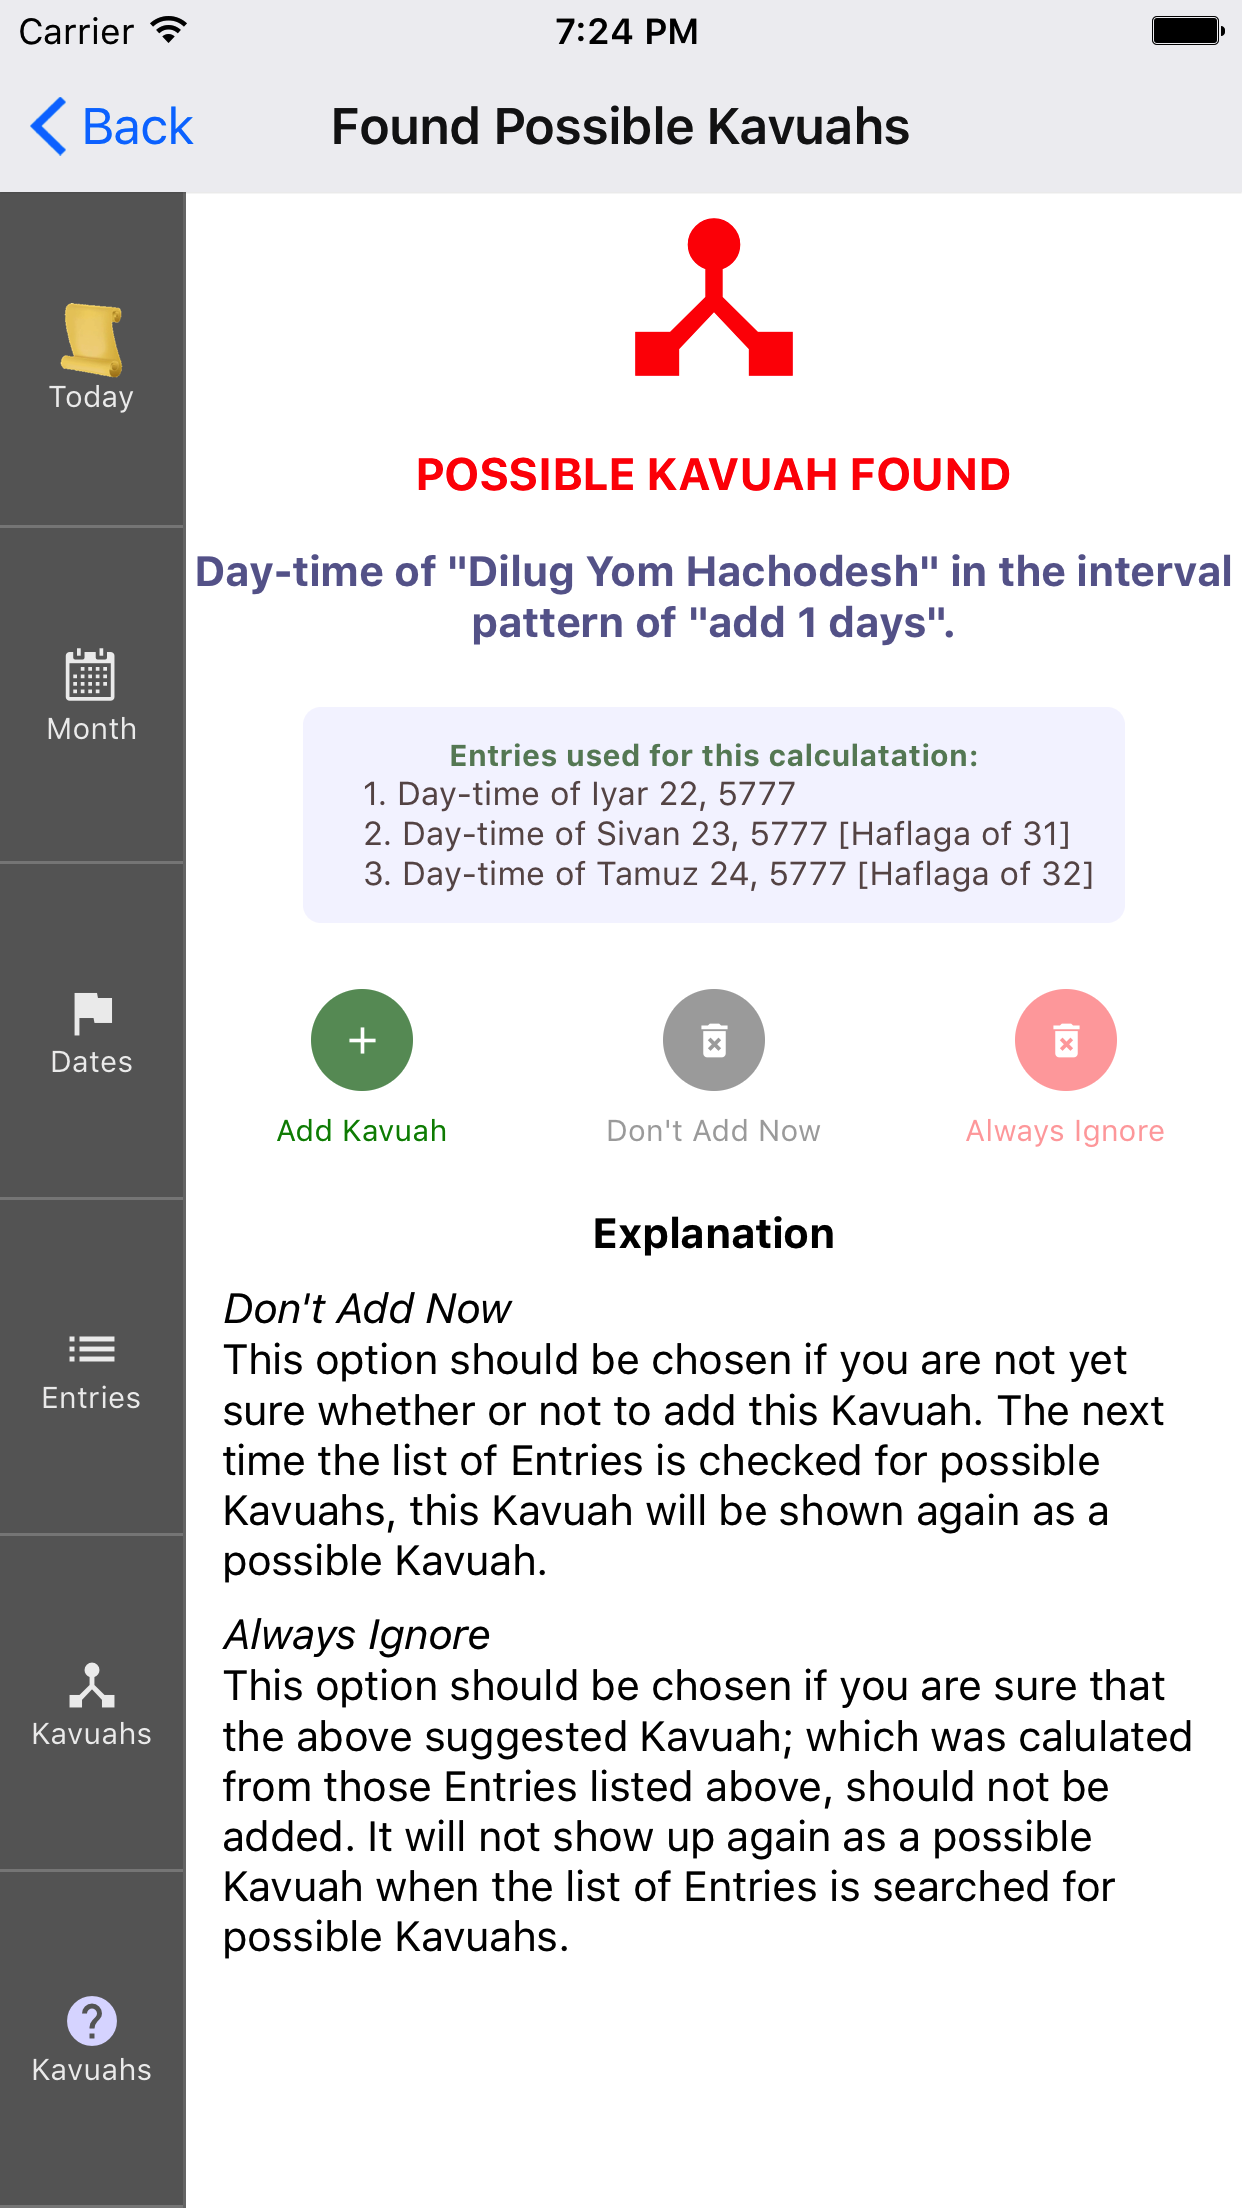 Carrier
7:24 PM
Back
Found Possible Kavuahs
Today
Month
Dates
Entries
Kavuahs
Kavuahs
POSSIBLE KAVUAH FOUND
Day-time of "Dilug Yom Hachodesh" in the interval
pattern of "add 1 days".
Entries used for this calculatation:
1. Day-time of Iyar 22, 5777
2. Day-time of Sivan 23, 5777 [Haflaga of 31]
3. Day-time of Tamuz 24, 5777 [Haflaga of 32]
Add Kavuah
Don't Add Now
Always Ignore
Explanation
Don't Add Now
This option should be chosen if you are not yet
sure whether or not to add this Kavuah. The next
time the list of Entries is checked for possible
Kavuahs, this Kavuah will be shown again as a
possible Kavuah.
Always Ignore
This option should be chosen if you are sure that
the above suggested Kavuah; which was calulated
from those Entries listed above, should not be
added. It will not show up again as a possible
Kavuah when the list of Entries is searched for
possible Kavuahs.